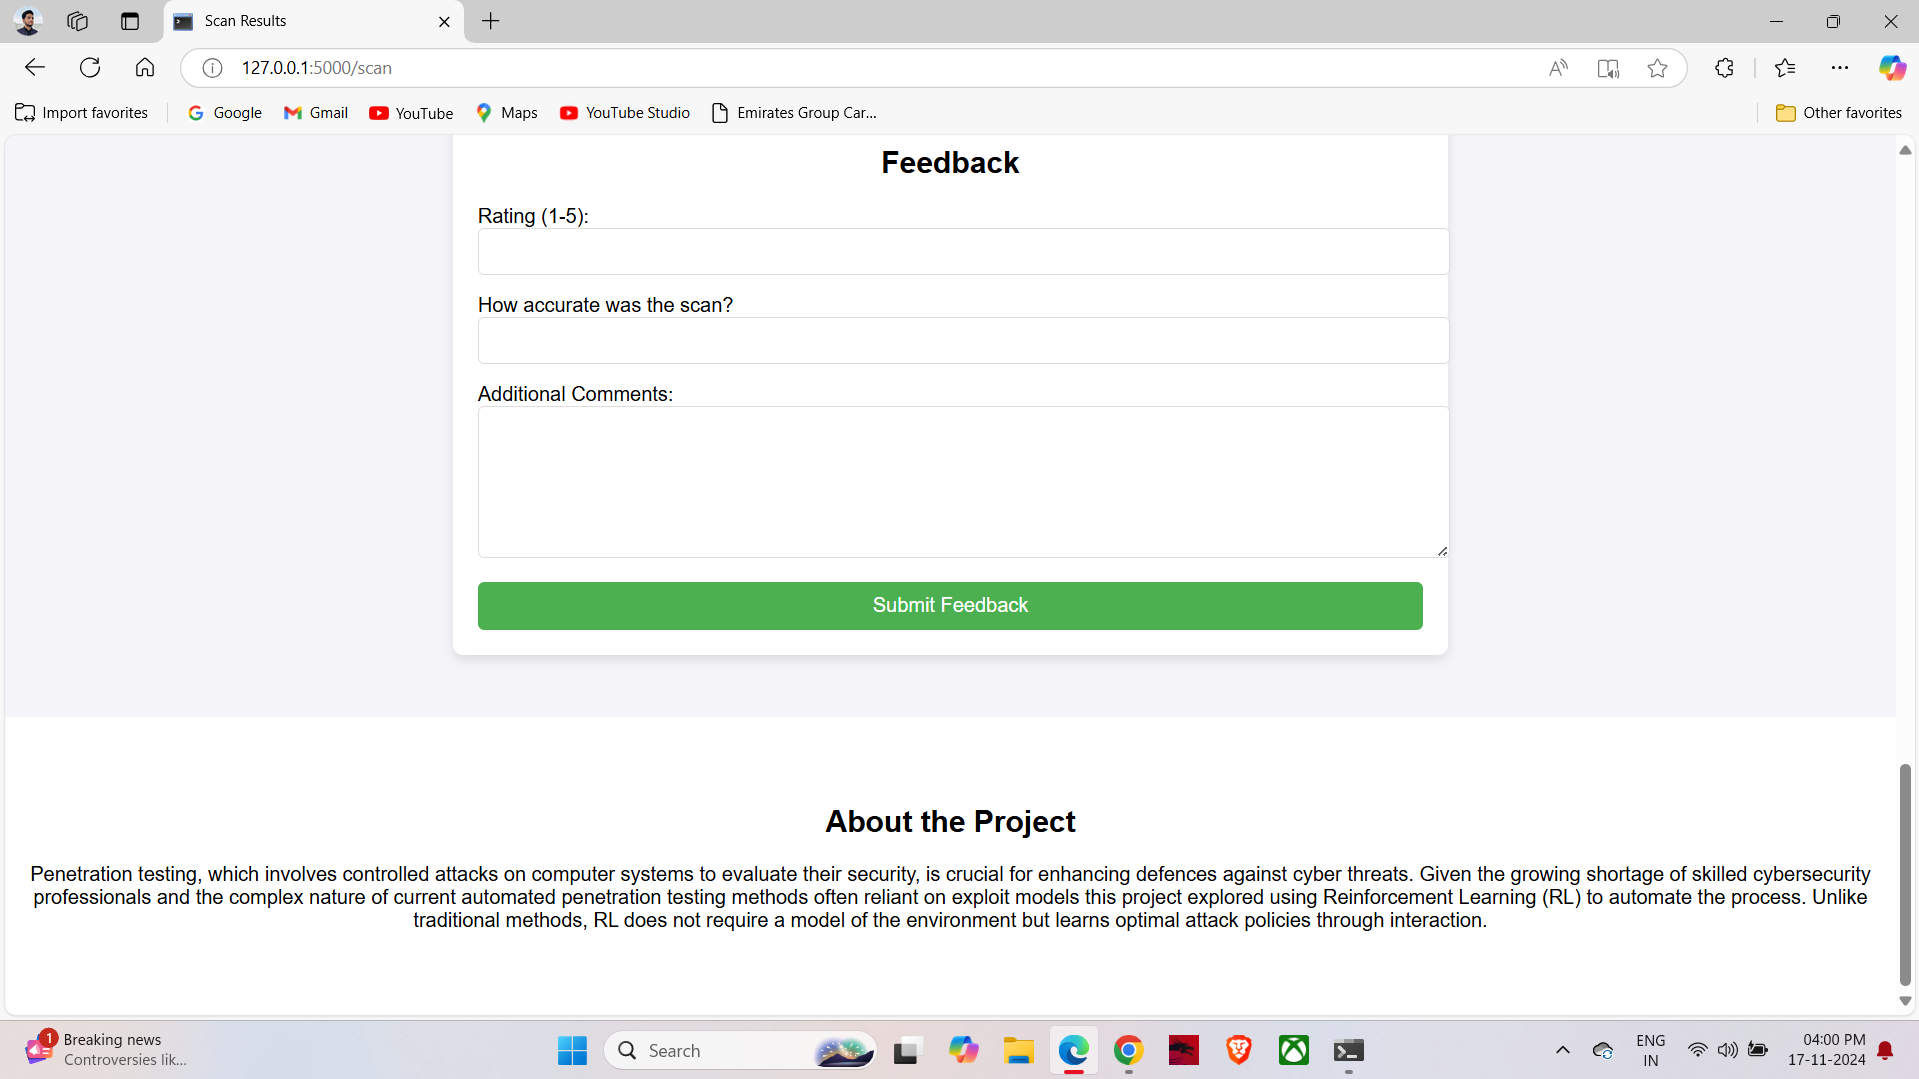 Scan Results
127.0.0.1:5000/scan
Import favorites
Google
Gmail
YouTube
Maps
YouTube Studio
Emirates Group Car...
Other favorites
Feedback
Rating (1-5):
How accurate was the scan?
Additional Comments:
Submit Feedback
About the Project
Penetration testing, which involves controlled attacks on computer systems to evaluate their security, is crucial for enhancing defences against cyber threats. Given the growing shortage of skilled cybersecurity
professionals and the complex nature of current automated penetration testing methods often reliant on exploit models this project explored using Reinforcement Learning (RL) to automate the process. Unlike
traditional methods, RL does not require a model of the environment but learns optimal attack policies through interaction.
1
Breaking news
Controversies lik...
Search
ENG
IN
04:00 PM
17-11-2024